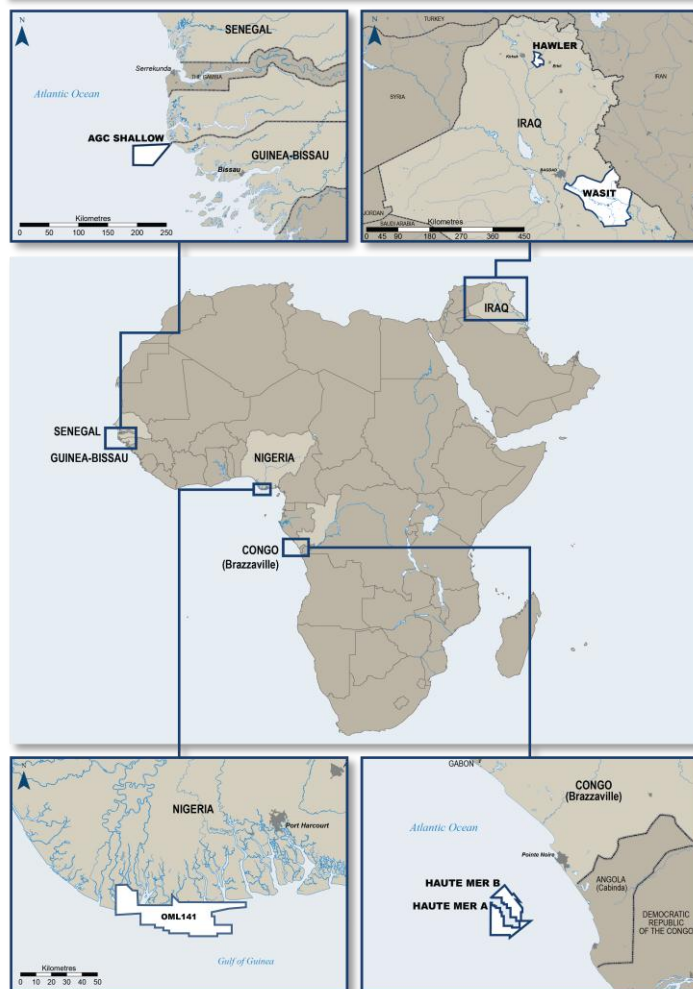 N
SENEGAL
Serrekunda
THE GAMBIA
Atlantic Ocean
AGC SHALLOW
GUINEA-BISSAU
Bissau
Kilometres
0 50 100 150 200 250
N
TURKEY
HAWLER
Erbil
SYRIA
IRAN
IRAQ
BAGHDAD
WASIT
JORDAN
SAUDI ARABIA
Kilometres
0 45 90 180 270 360 450
IRAQ
SENEGAL
GUINEA-BISSAU
NIGERIA
CONGO
(Brazzaville)
N
NIGERIA
Port Harcourt
OML141
Kilometres
0 10 20 30 40 50
Gulf of Guinea
GABON
N
CONGO
(Brazzaville)
Atlantic Ocean
Pointe Noire
HAUTE MER B
HAUTE MER A
ANGOLA
(Cabinda)
DEMOCRATIC
REPUBLIC
OF THE CONGO